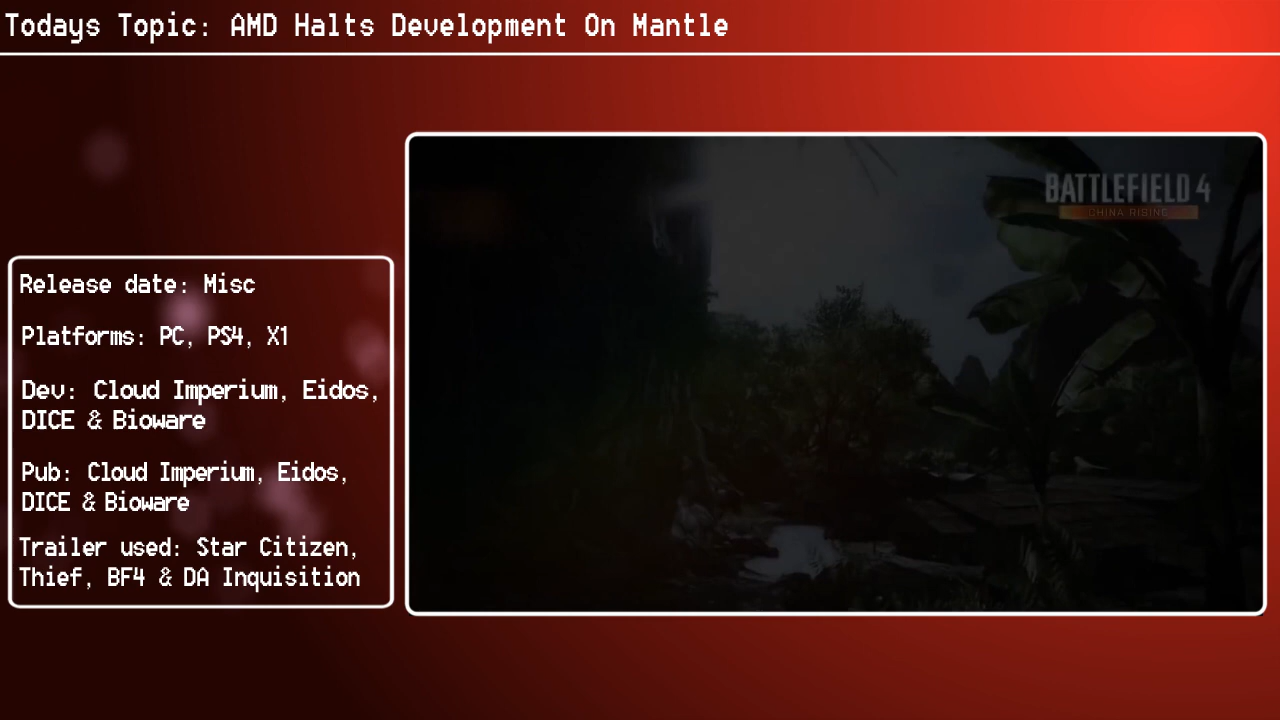 Todays Topic: AMD Halts Development On Mantle
BATTLEFIELD 4
CHINA RISING
Release date: Misc
Platforms: PC, PS4, X1
Dev: Cloud Imperium, Eidos,
DICE & Bioware
Pub: Cloud Imperium, Eidos,
DICE & Bioware
Trailer used: Star Citizen,
Thief, BF4 & DA Inquisition